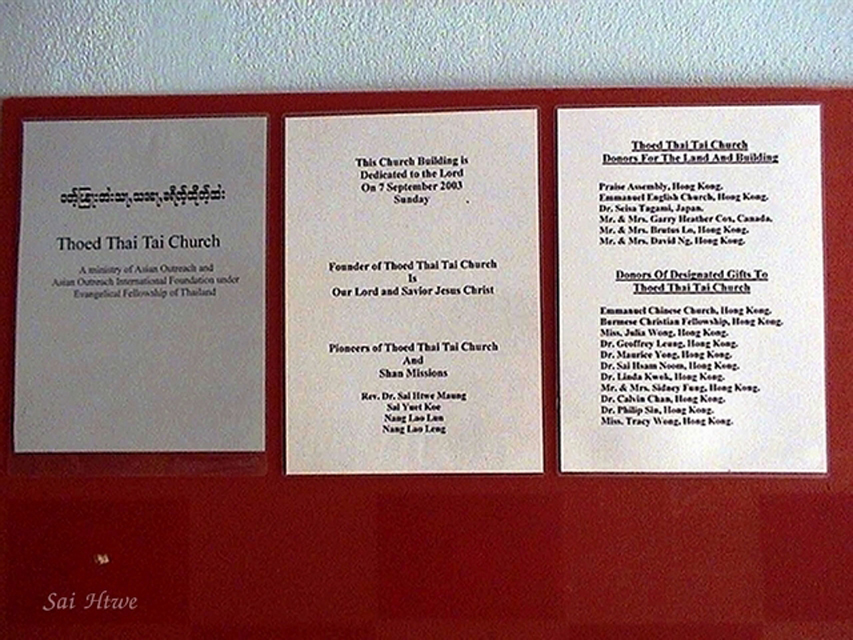 Thoed Thai Tai Church
A ministry of Asian Outreach and
Asian Outreach International Foundation under
Evangelical Fellowship of Thailand
This Church Building is
Dedicated to the Lord
On 7 September 2003
Sunday
Founder of Thoed Thai Tai Church
Is
Our Lord and Savior Jesus Christ
Pioneers of Thoed Thai Tai Church
And
Shan Missions
Rev. Dr. Sai Htwe Maung
Sai Yuet Koe
Nang Lao Lun
Nang Lao Leng
Thoed Thai Tai Church
Donors For The Land And Building
Praise Assembly, Hong Kong.
Emmanuel English Church, Hong Kong.
Dr. Seisa Tagami, Japan.
Mr. & Mrs. Garry Heather Cox, Canada.
Mr. & Mrs. Brutus Lo, Hong Kong.
Mr. & Mrs. David Ng, Hong Kong.
Donors Of Designated Gifts To
Thoed Thai Tai Church
Emmanuel Chinese Church, Hong Kong.
Burmese Christian Fellowship, Hong Kong.
Miss. Julia Wong, Hong Kong.
Dr. Geoffrey Leung, Hong Kong.
Dr. Maurice Yong, Hong Kong.
Dr. Sai Hsam Noom, Hong Kong.
Dr. Linda Kwok, Hong Kong.
Mr. & Mrs. Sidney Fung, Hong Kong.
Dr. Calvin Chan, Hong Kong.
Dr. Philip Sin, Hong Kong.
Miss. Tracy Wong, Hong Kong.
Sai Htwe